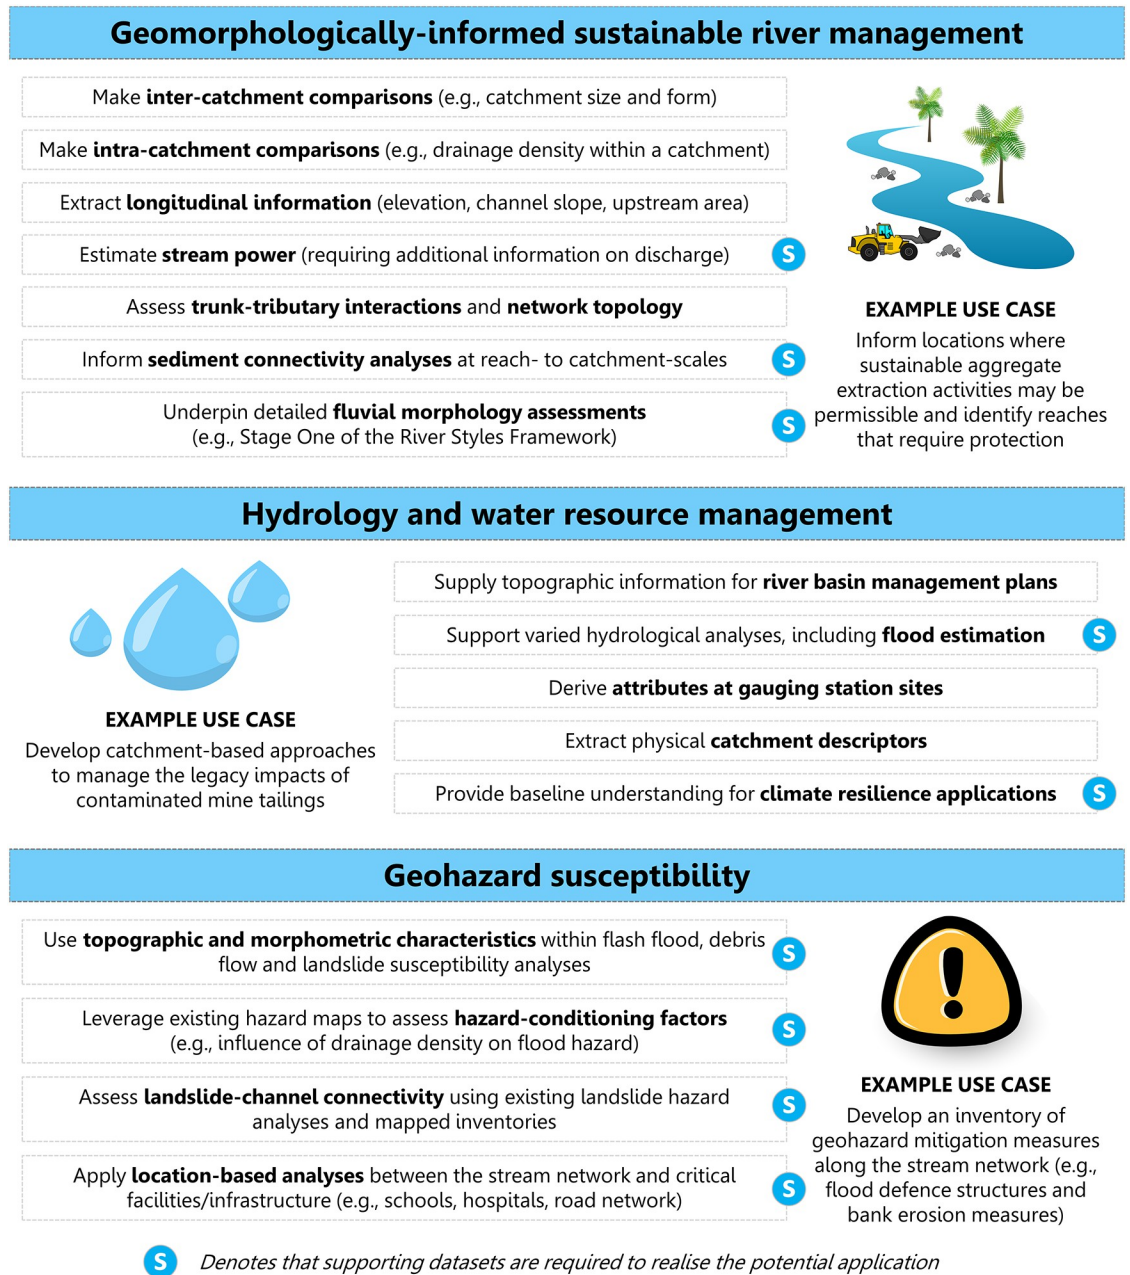 Geomorphologically-informed sustainable river management
Make inter-catchment comparisons (e.g., catchment size and form)
Make intra-catchment comparisons (e.g., drainage density within a catchment)
Extract longitudinal information (elevation, channel slope, upstream area)
Estimate stream power (requiring additional information on discharge)
S
Assess trunk-tributary interactions and network topology
Inform sediment connectivity analyses at reach- to catchment-scales
S
Underpin detailed fluvial morphology assessments
(e.g., Stage One of the River Styles Framework)
S
EXAMPLE USE CASE
Inform locations where
sustainable aggregate
extraction activities may be
permissible and identify reaches
that require protection
Hydrology and water resource management
EXAMPLE USE CASE
Develop catchment-based approaches
to manage the legacy impacts of
contaminated mine tailings
Supply topographic information for river basin management plans
Support varied hydrological analyses, including flood estimation
S
Derive attributes at gauging station sites
Extract physical catchment descriptors
Provide baseline understanding for climate resilience applications
S
Geohazard susceptibility
Use topographic and morphometric characteristics within flash flood, debris
flow and landslide susceptibility analyses
S
Leverage existing hazard maps to assess hazard-conditioning factors
(e.g., influence of drainage density on flood hazard)
S
Assess landslide-channel connectivity using existing landslide hazard
analyses and mapped inventories
S
Apply location-based analyses between the stream network and critical
facilities/infrastructure (e.g., schools, hospitals, road network)
S
EXAMPLE USE CASE
Develop an inventory of
geohazard mitigation measures
along the stream network (e.g.,
flood defence structures and
bank erosion measures)
S Denotes that supporting datasets are required to realise the potential application